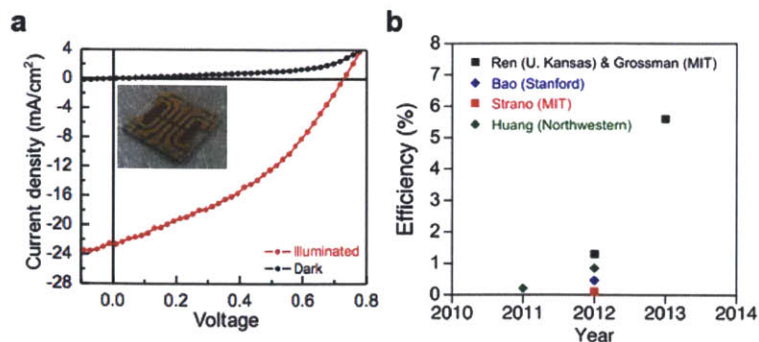 a
b
Current density (mA/cm²)
4
0
-4
-8
-12
-16
-20
-24
-28
0.0 0.2 0.4 0.6 0.8
Voltage
Illuminated
Dark
Efficiency (%)
8
7
6
5
4
3
2
1
0
2010 2011 2012 2013 2014
Year
Ren (U. Kansas) & Grossman (MIT)
Bao (Stanford)
Strano (MIT)
Huang (Northwestern)